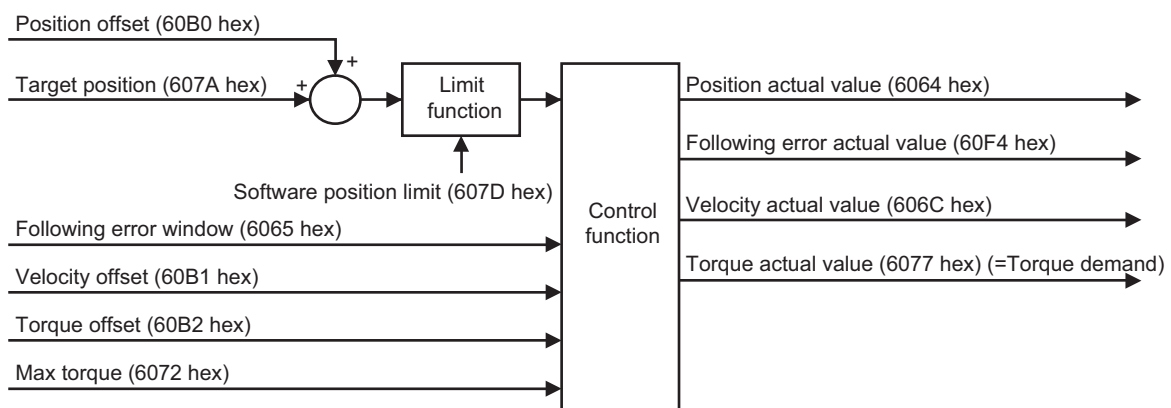 Position offset (60B0 hex)
+
Target position (607A hex)
+
Limit
function
Software position limit (607D hex)
Following error window (6065 hex)
Velocity offset (60B1 hex)
Torque offset (60B2 hex)
Max torque (6072 hex)
Control
function
Position actual value (6064 hex)
Following error actual value (60F4 hex)
Velocity actual value (606C hex)
Torque actual value (6077 hex) (=Torque demand)